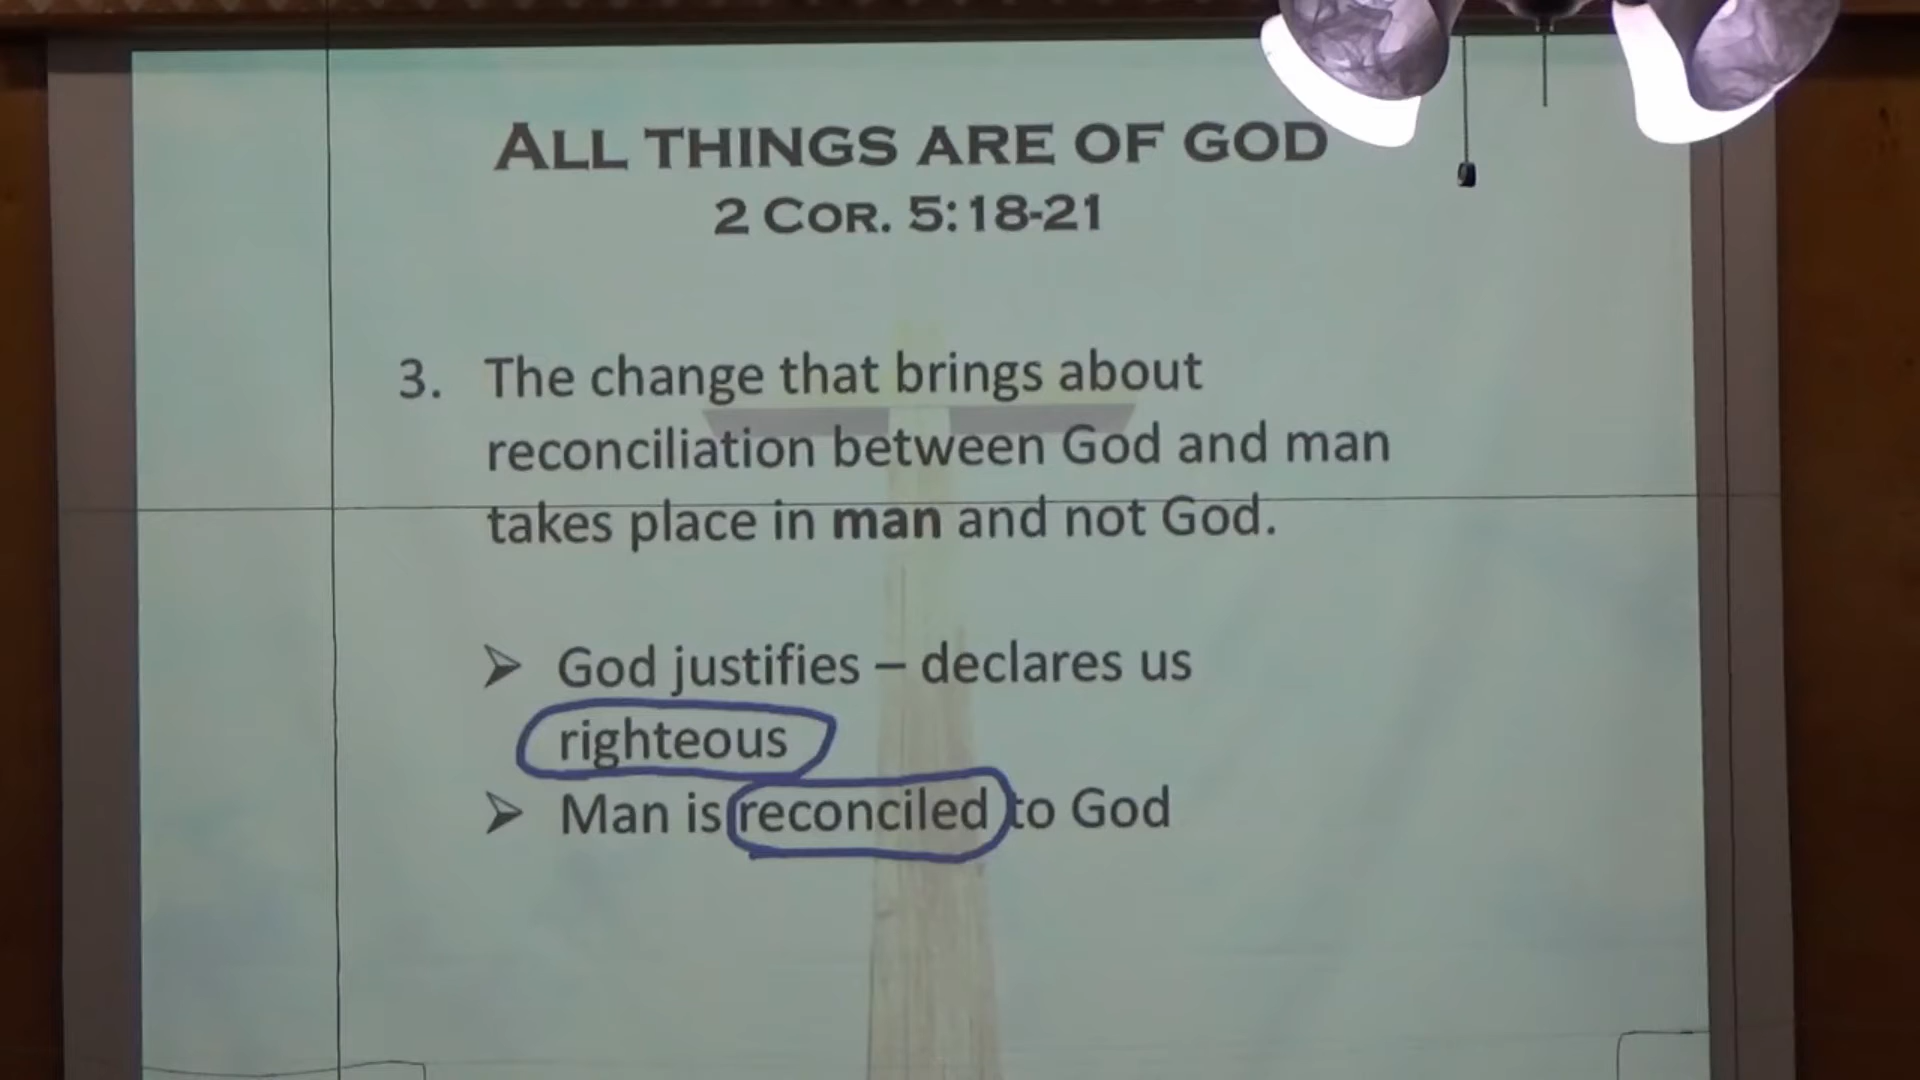 ALL THINGS ARE OF GOD
2 COR. 5:18-21
3. The change that brings about
reconciliation between God and man
takes place in man and not God.
➢ God justifies – declares us
righteous
➢ Man is reconciled to God